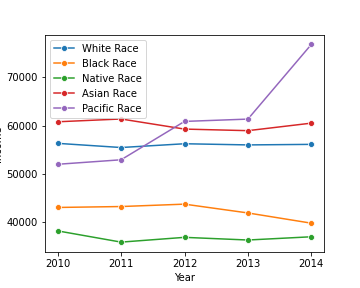 White Race
Black Race
Native Race
Asian Race
Pacific Race
70000
60000
50000
40000
2010
2011
2012
2013
2014
Year